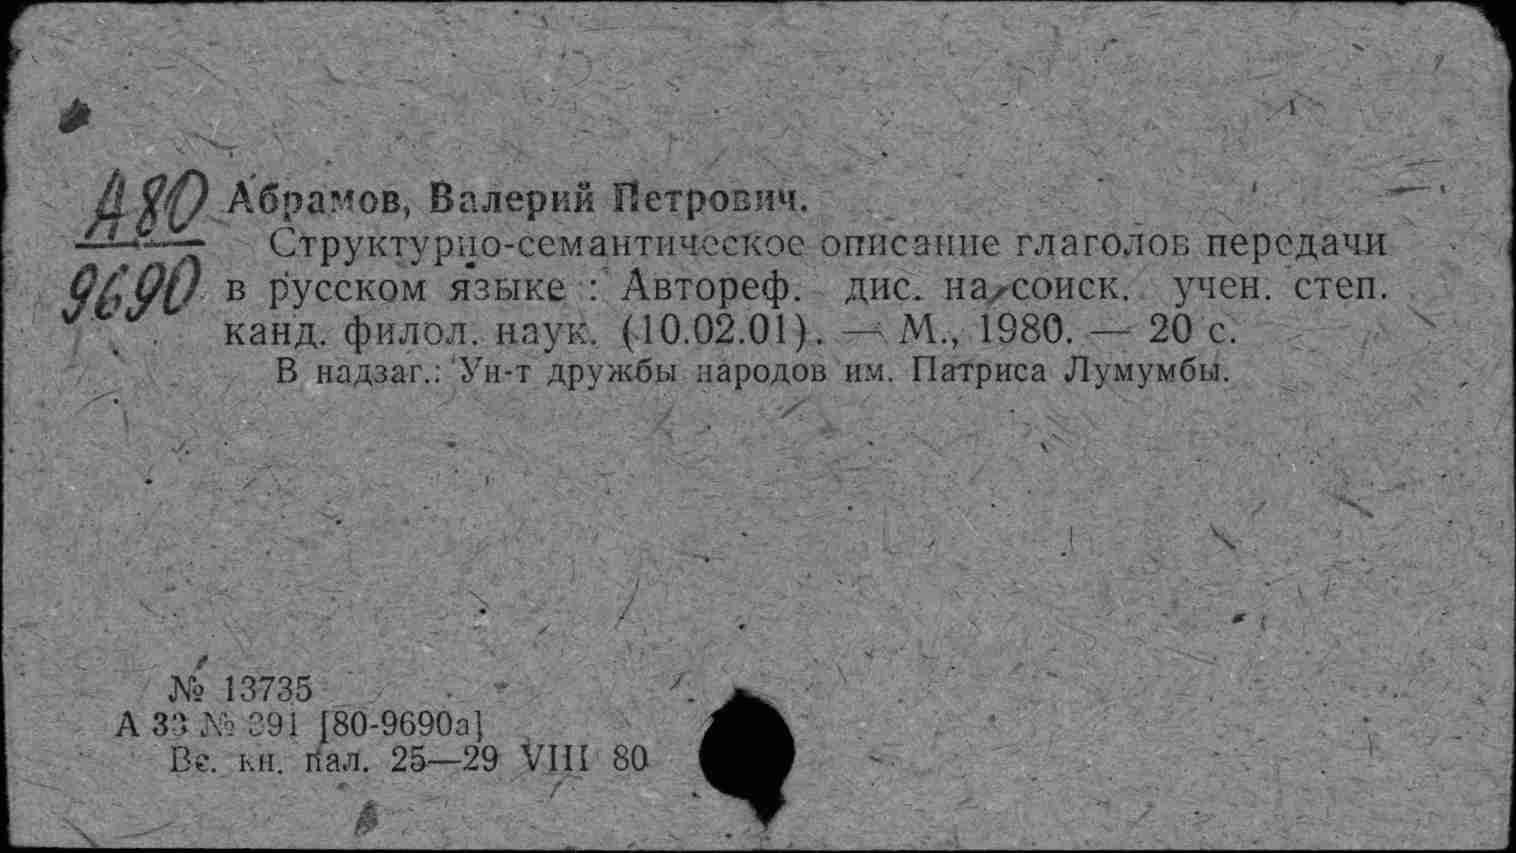 А80
9690
Абрамов, Валерий Петрович.
Структурно-семантическое описание глаголов передачи
в русском языке : Автореф. дис. на соиск. учен. степ.
канд. филол. наук. (10.02.01). — М., 1980. — 20 с.
В надзаг.: Ун-т дружбы народов им. Патриса Лумумбы.
№ 13735
А 33 № 391 [80-9690а]
Вс. кн. пал. 25—29 VIII 80